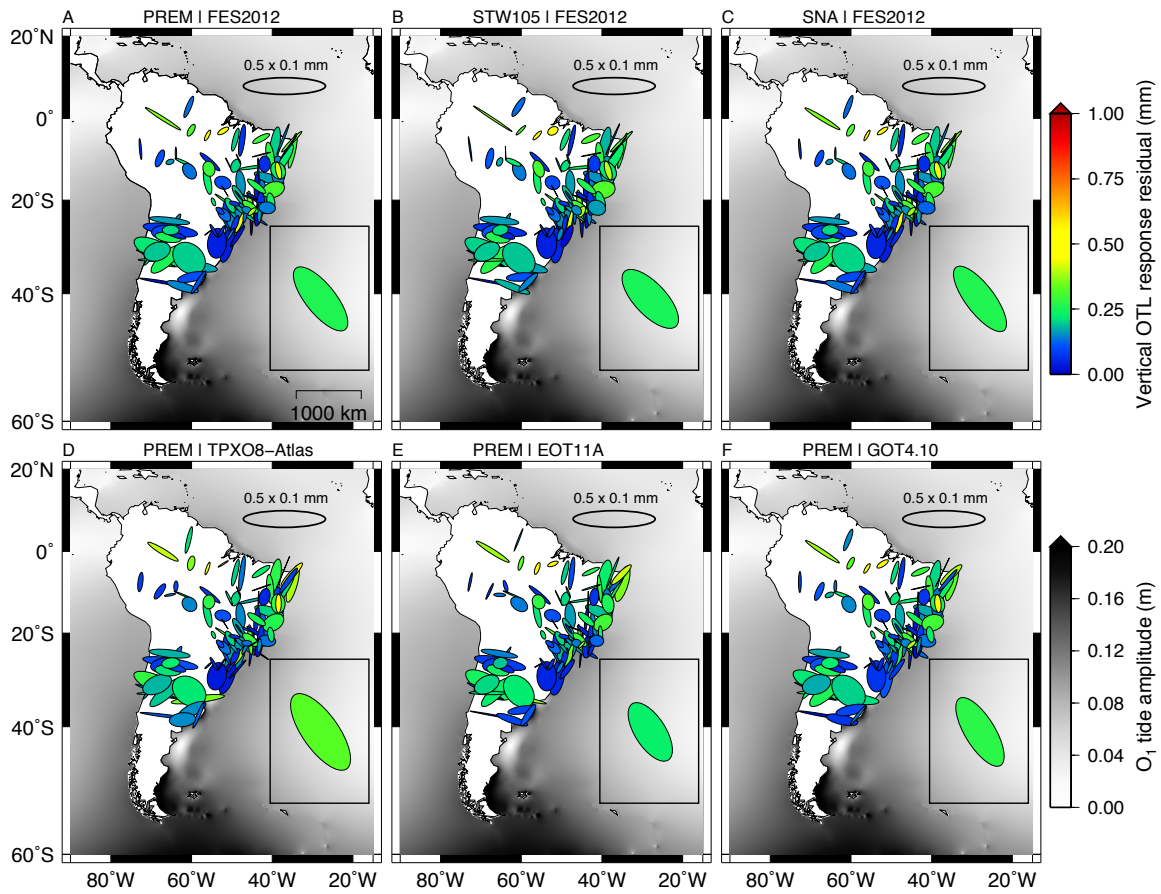 A PREM | FES2012
B STW105 | FES2012
C SNA | FES2012
20˚N
0˚
20˚S
40˚S
60˚S
0.5 x 0.1 mm
0.5 x 0.1 mm
0.5 x 0.1 mm
1000 km
1.00
0.75
0.50
0.25
0.00
Vertical OTL response residual (mm)
D PREM | TPXO8−Atlas
E PREM | EOT11A
F PREM | GOT4.10
20˚N
0˚
20˚S
40˚S
60˚S
0.5 x 0.1 mm
0.5 x 0.1 mm
0.5 x 0.1 mm
0.20
0.16
0.12
0.08
0.04
0.00
O₁ tide amplitude (m)
80˚W 60˚W 40˚W 20˚W
80˚W 60˚W 40˚W 20˚W
80˚W 60˚W 40˚W 20˚W